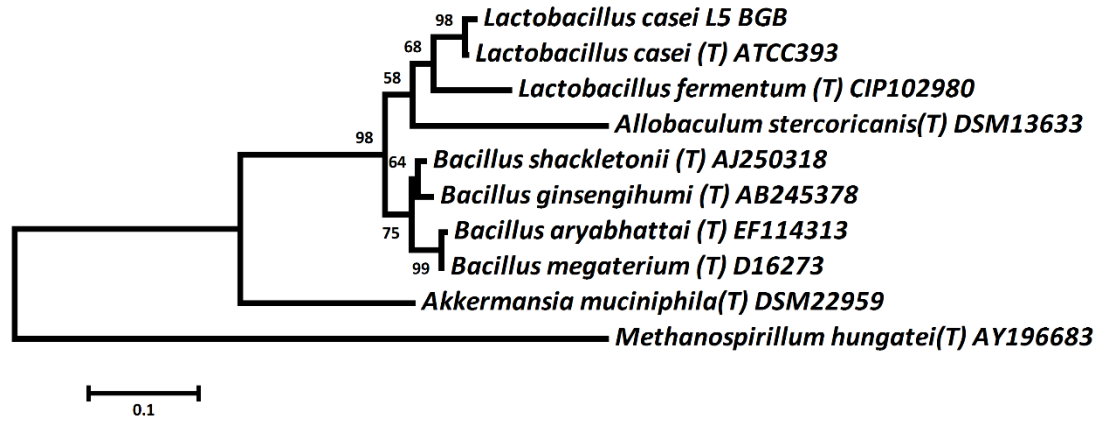 98
Lactobacillus casei L5 BGB
68
Lactobacillus casei (T) ATCC393
58
Lactobacillus fermentum (T) CIP102980
Allobaculum stercoricanis(T) DSM13633
98
64
Bacillus shackletonii (T) AJ250318
Bacillus ginsengihumi (T) AB245378
75
Bacillus aryabhattai (T) EF114313
99
Bacillus megaterium (T) D16273
Akkermansia muciniphila(T) DSM22959
Methanospirillum hungatei(T) AY196683
0.1